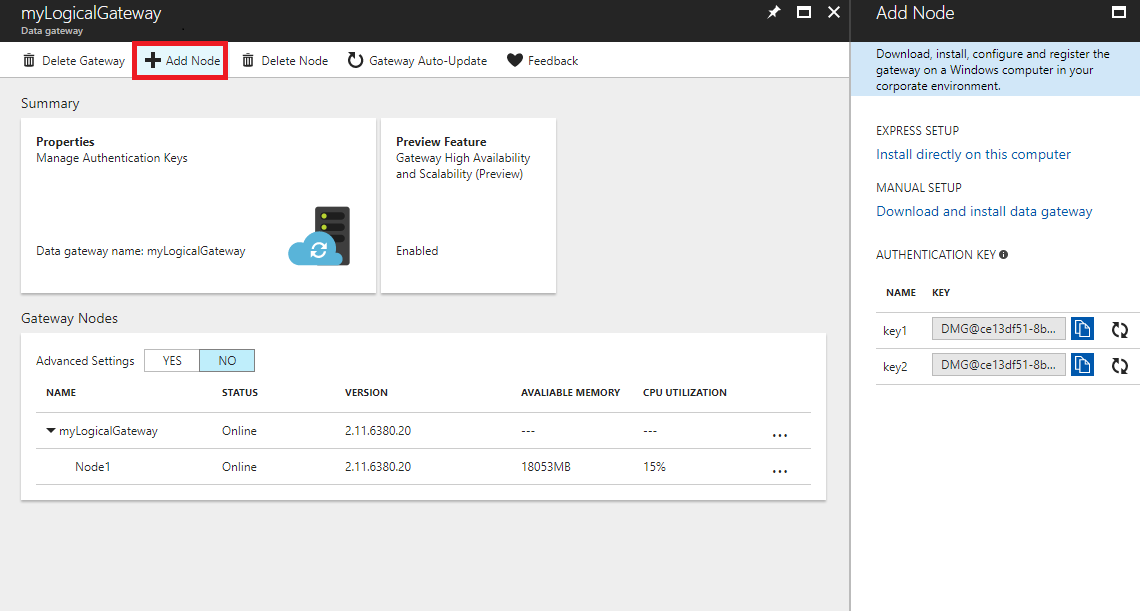 myLogicalGateway
Data gateway
Delete Gateway Add Node Delete Node Gateway Auto-Update Feedback
Summary
Properties
Manage Authentication Keys
Data gateway name: myLogicalGateway
Preview Feature
Gateway High Availability
and Scalability (Preview)
Enabled
Gateway Nodes
Advanced Settings YES NO
NAME STATUS VERSION AVALIABLE MEMORY CPU UTILIZATION
myLogicalGateway Online 2.11.6380.20 --- --- ...
Node1 Online 2.11.6380.20 18053MB 15% ...
Add Node
Download, install, configure and register the
gateway on a Windows computer in your
corporate environment.
EXPRESS SETUP
Install directly on this computer
MANUAL SETUP
Download and install data gateway
AUTHENTICATION KEY
NAME KEY
key1 DMG@ce13df51-8b...
key2 DMG@ce13df51-8b...